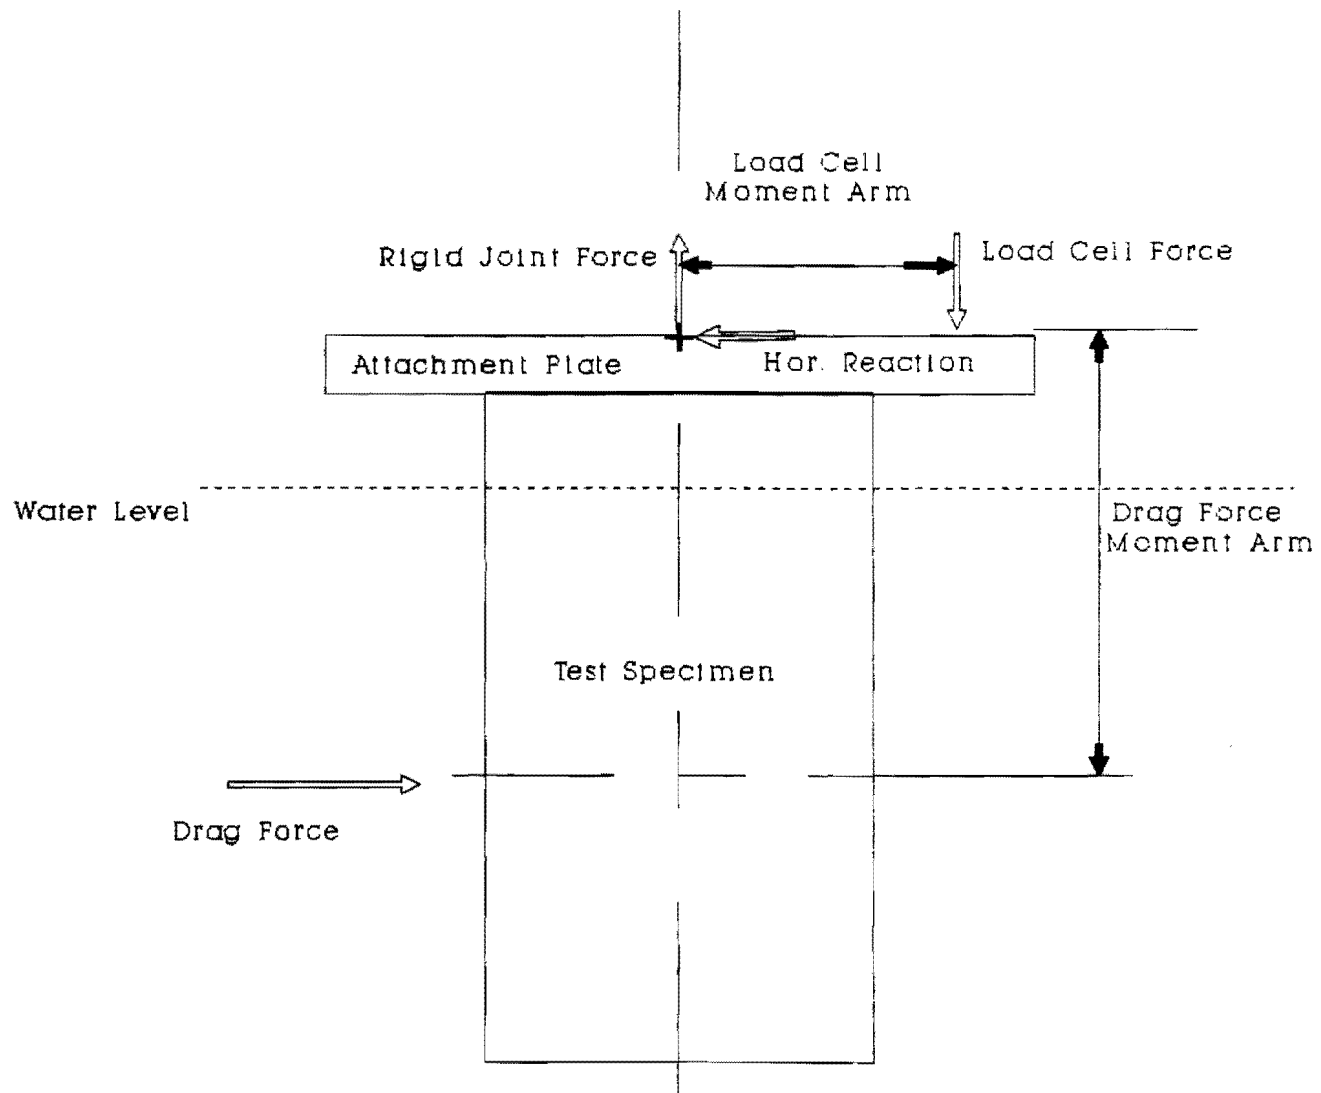 Load Cell
Moment Arm
Rigid Joint Force
Load Cell Force
Attachment Plate
Hor. Reaction
Water Level
Drag Force
Moment Arm
Test Specimen
Drag Force